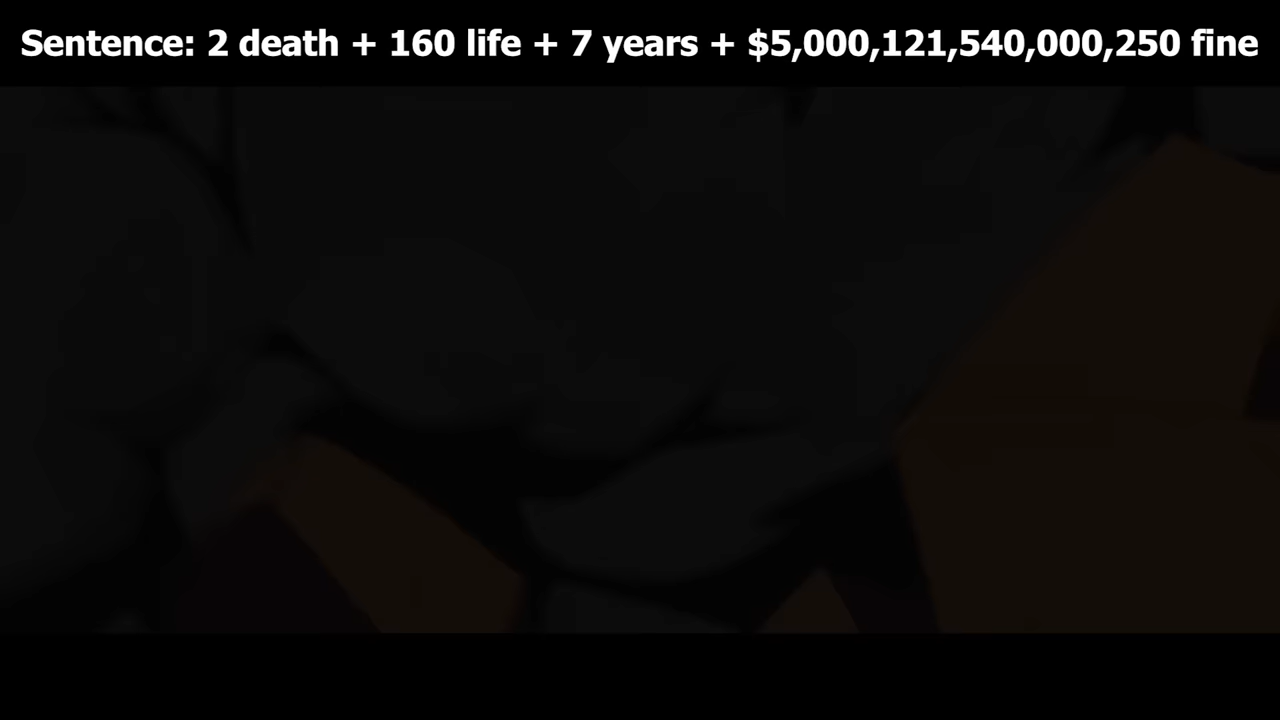 Sentence: 2 death + 160 life + 7 years + $5,000,121,540,000,250 fine